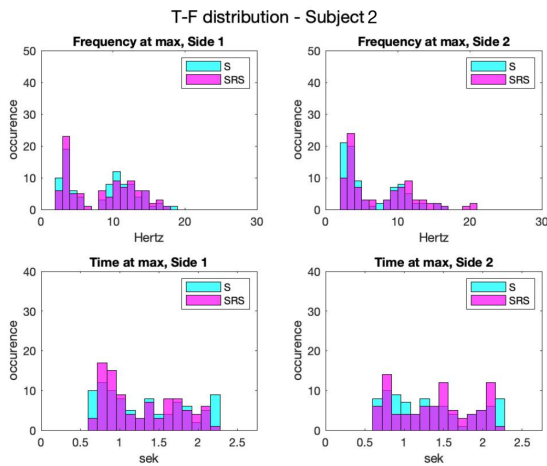 T-F distribution - Subject 2
Frequency at max, Side 1
50
40
30
20
10
0
occurence
S
SRS
0 10 20 30
Hertz
Frequency at max, Side 2
50
40
30
20
10
0
occurence
S
SRS
0 10 20 30
Hertz
Time at max, Side 1
40
30
20
10
0
occurence
S
SRS
0 0.5 1 1.5 2 2.5
sek
Time at max, Side 2
40
30
20
10
0
occurence
S
SRS
0 0.5 1 1.5 2 2.5
sek